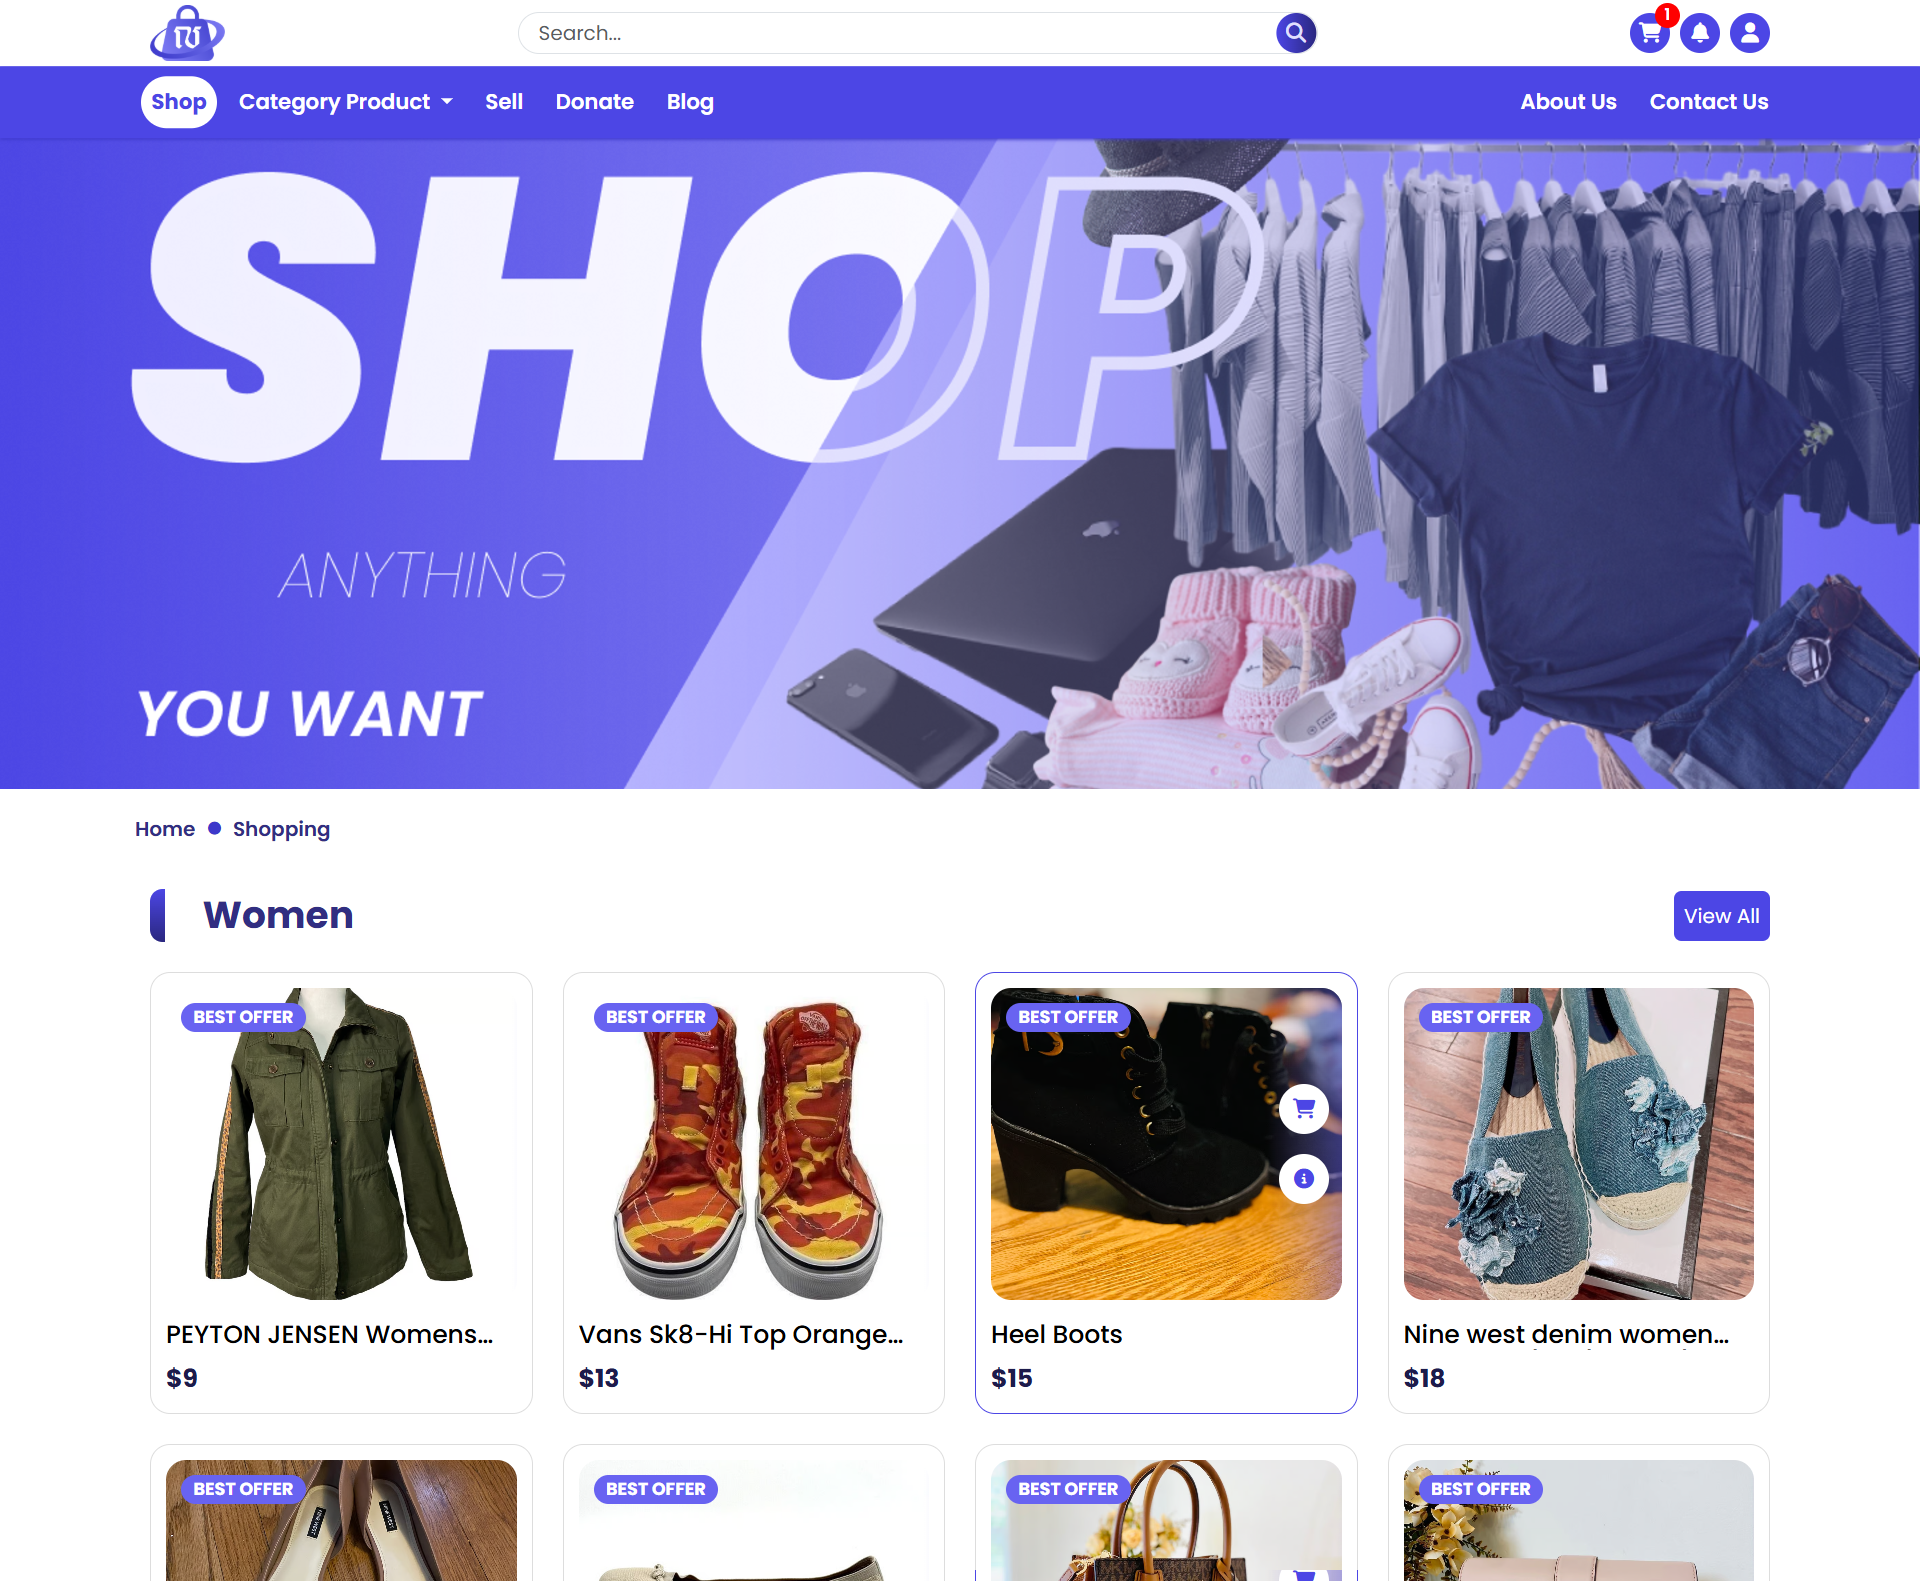 Search...
1
Shop
Category Product
Sell
Donate
Blog
About Us
Contact Us
SHOP
ANYTHING
YOU WANT
Home
Shopping
Women
View All
BEST OFFER
BEST OFFER
BEST OFFER
BEST OFFER
PEYTON JENSEN Womens...
Vans Sk8-Hi Top Orange...
Heel Boots
Nine west denim women...
$9
$13
$15
$18
BEST OFFER
BEST OFFER
BEST OFFER
BEST OFFER